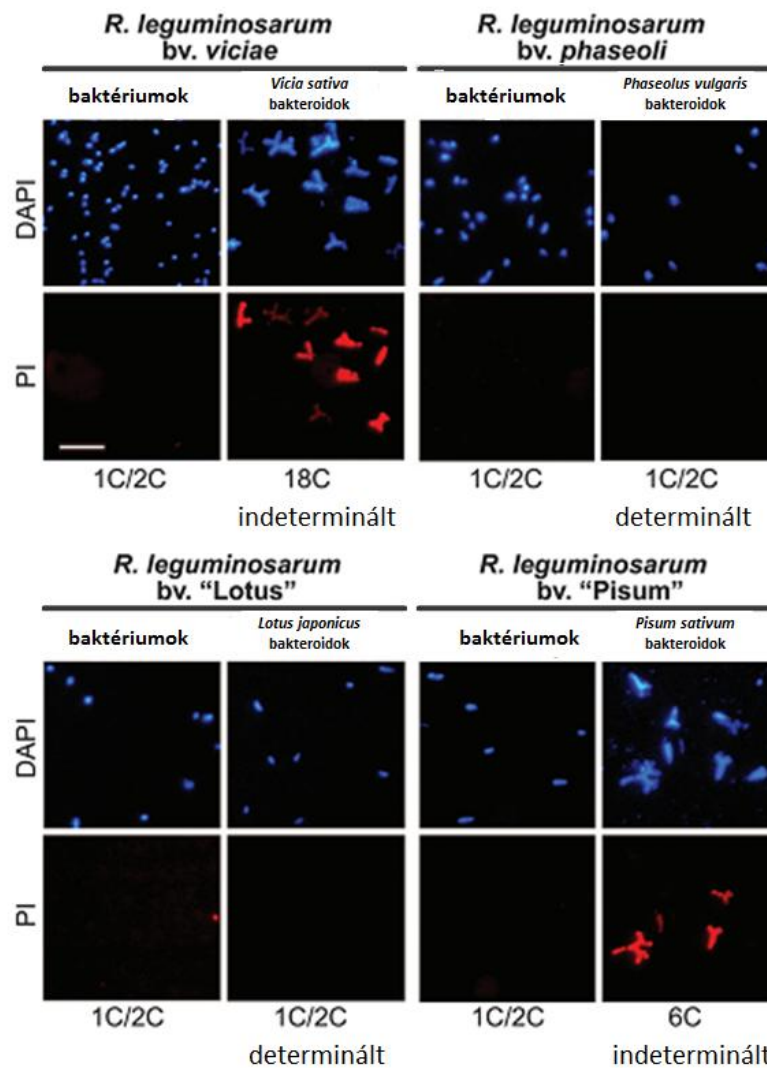 R. leguminosarum
bv. viciae
R. leguminosarum
bv. phaseoli
baktériumok
Vicia sativa
bakteroidok
baktériumok
Phaseolus vulgaris
bakteroidok
DAPI
PI
1C/2C
18C
1C/2C
1C/2C
indeterminált
determinált
R. leguminosarum
bv. “Lotus”
R. leguminosarum
bv. “Pisum”
baktériumok
Lotus japonicus
bakteroidok
baktériumok
Pisum sativum
bakteroidok
DAPI
PI
1C/2C
1C/2C
1C/2C
6C
determinált
indeterminált